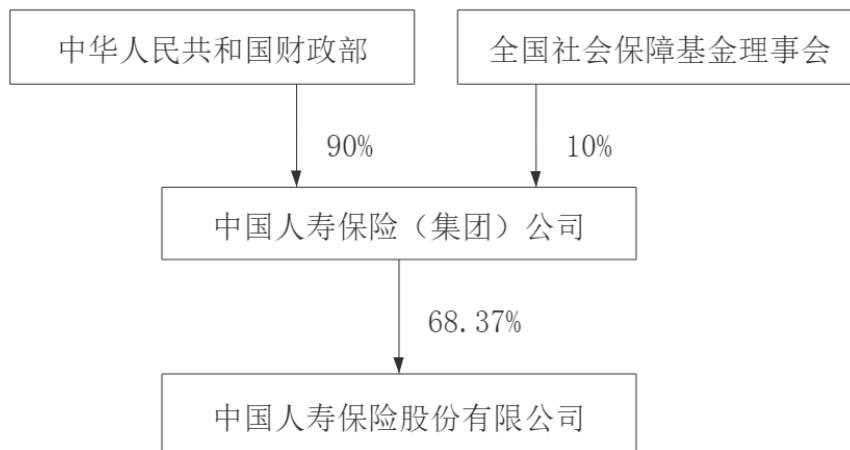 中华人民共和国财政部
全国社会保障基金理事会
90%
10%
中国人寿保险（集团）公司
68.37%
中国人寿保险股份有限公司